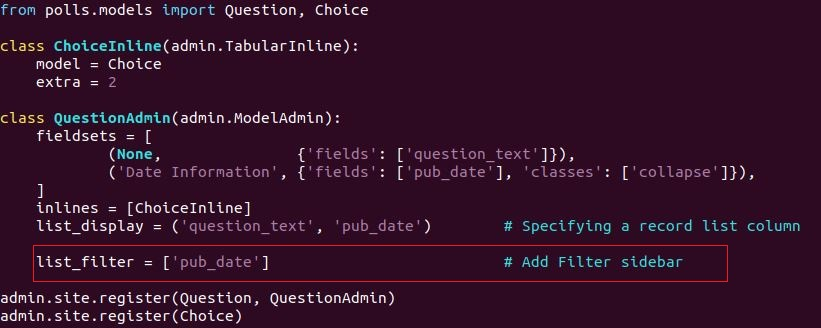 from polls.models import Question, Choice
class ChoiceInline(admin.TabularInline):
    model = Choice
    extra = 2
class QuestionAdmin(admin.ModelAdmin):
    fieldsets = [
            (None,               {'fields': ['question_text']}),
            ('Date Information', {'fields': ['pub_date'], 'classes': ['collapse']}),
    ]
    inlines = [ChoiceInline]
    list_display = ('question_text', 'pub_date')        # Specifying a record list column
    list_filter = ['pub_date']                          # Add Filter sidebar
admin.site.register(Question, QuestionAdmin)
admin.site.register(Choice)